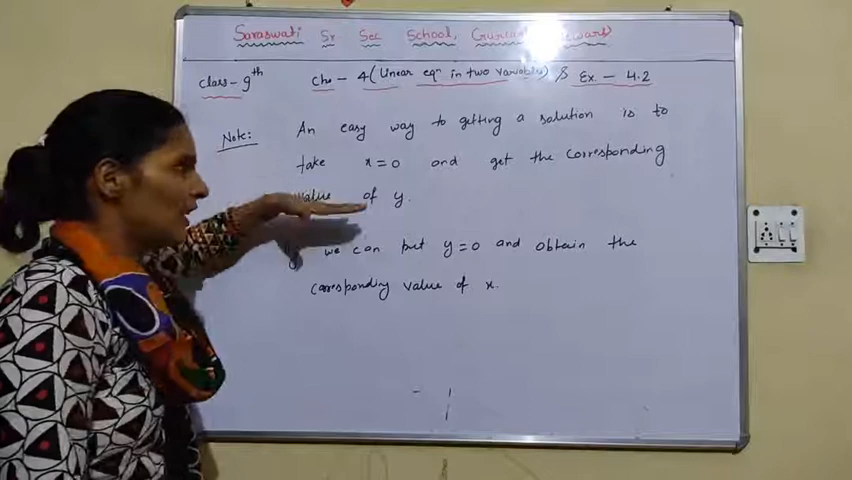 Saraswati Sr Sec School,
class - 9th Ch - 4 (Linear eqn in two variable) & Ex. - 4.2
Note:- An easy way to getting a solution is to
take x = 0 and get the corresponding
value of y.
we can put y = 0 and obtain the
corresponding value of x.